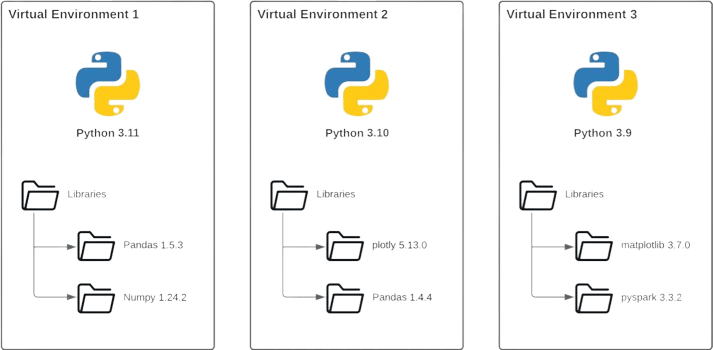 Virtual Environment 1
Python 3.11
Libraries
Pandas 1.5.3
Numpy 1.24.2
Virtual Environment 2
Python 3.10
Libraries
plotly 5.13.0
Pandas 1.4.4
Virtual Environment 3
Python 3.9
Libraries
matplotlib 3.7.0
pyspark 3.3.2